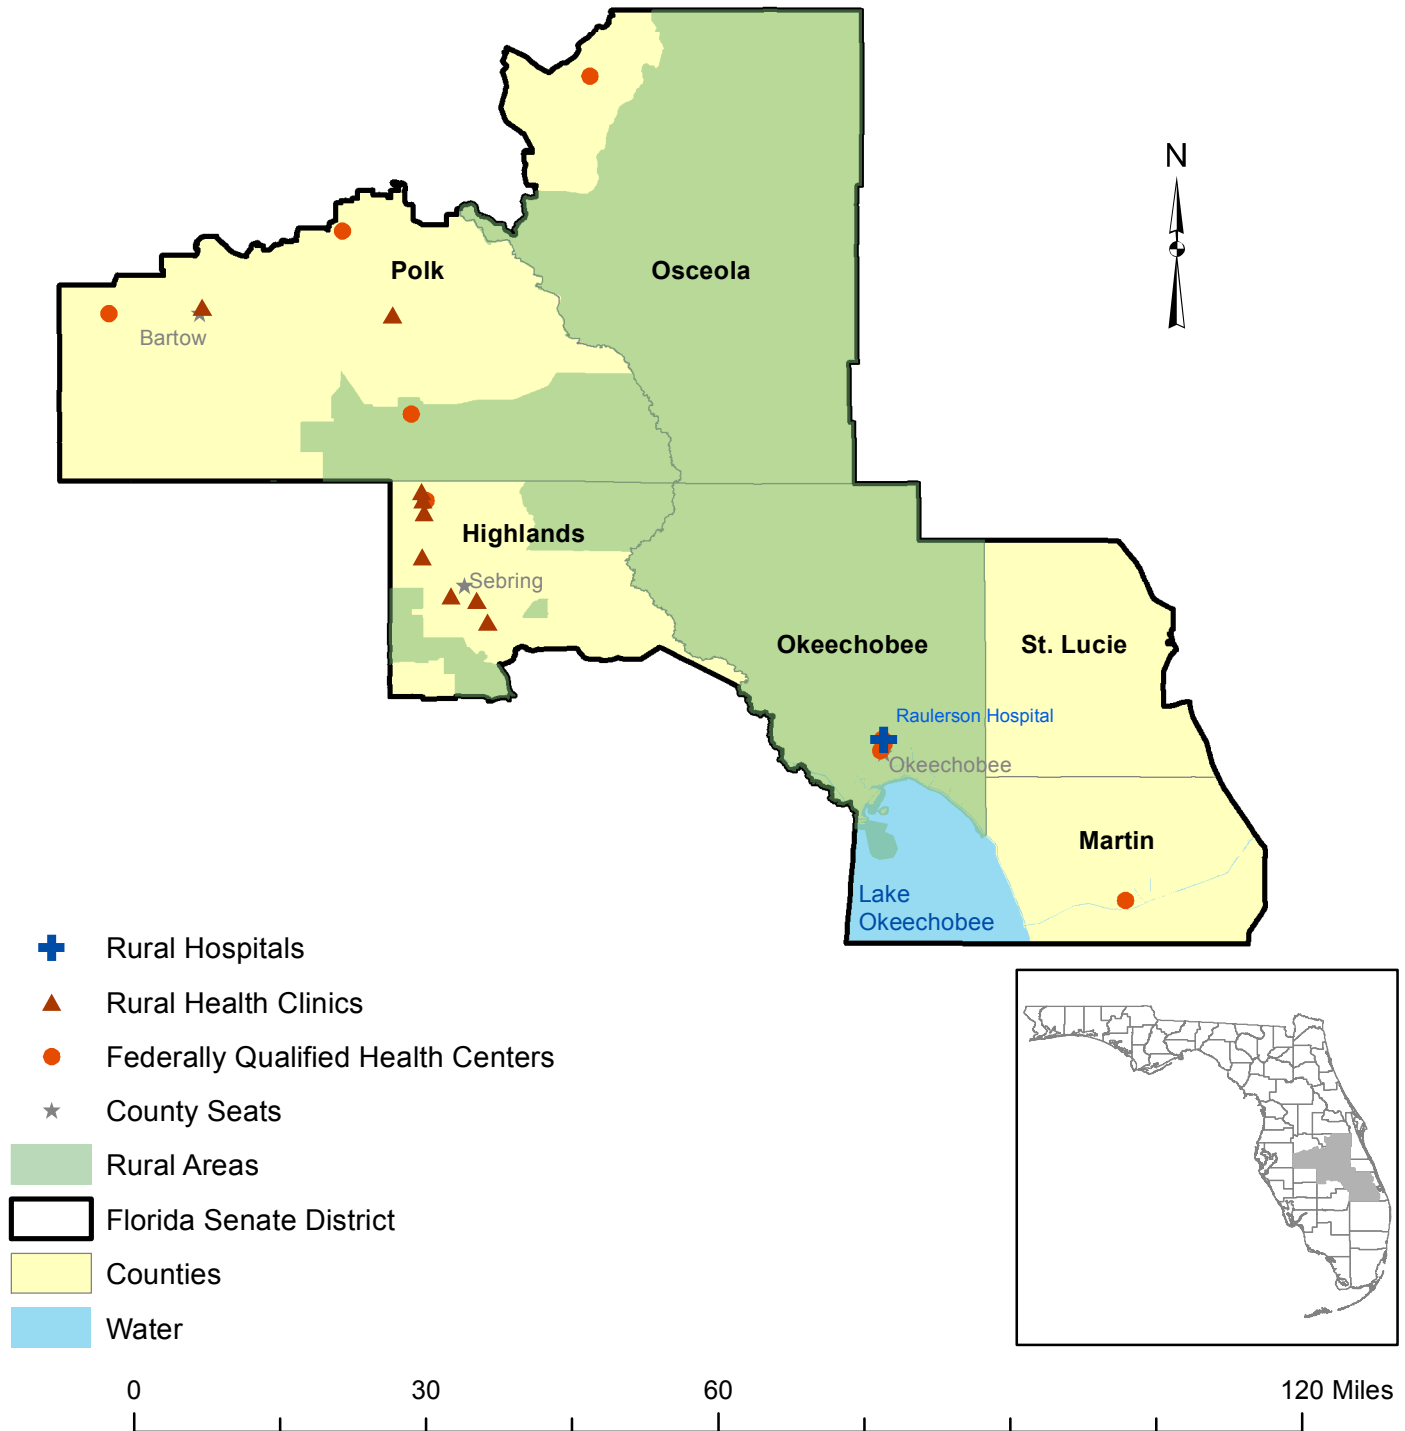 N
Polk
Osceola
Bartow
Highlands
Sebring
Okeechobee
St. Lucie
Raulerson Hospital
Okeechobee
Martin
Lake
Okeechobee
Rural Hospitals
Rural Health Clinics
Federally Qualified Health Centers
County Seats
Rural Areas
Florida Senate District
Counties
Water
0 30 60 120 Miles